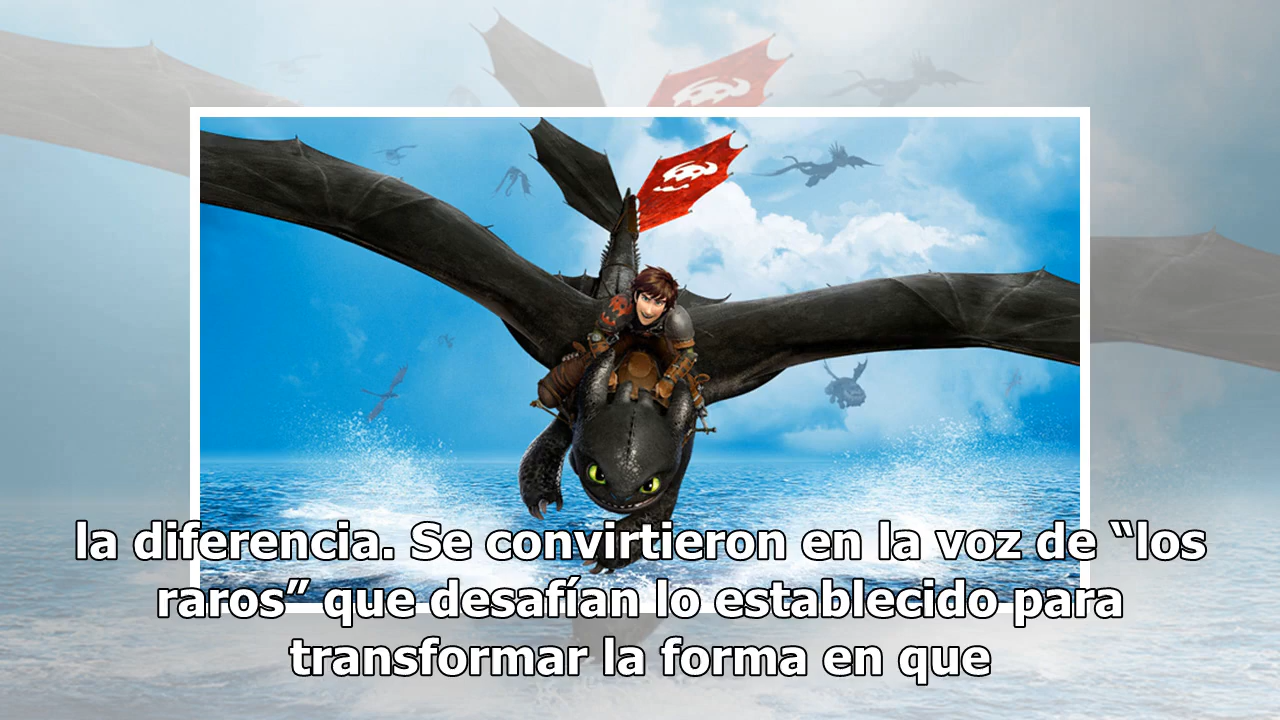 la diferencia. Se convirtieron en la voz de “los
raros” que desafían lo establecido para
transformar la forma en que